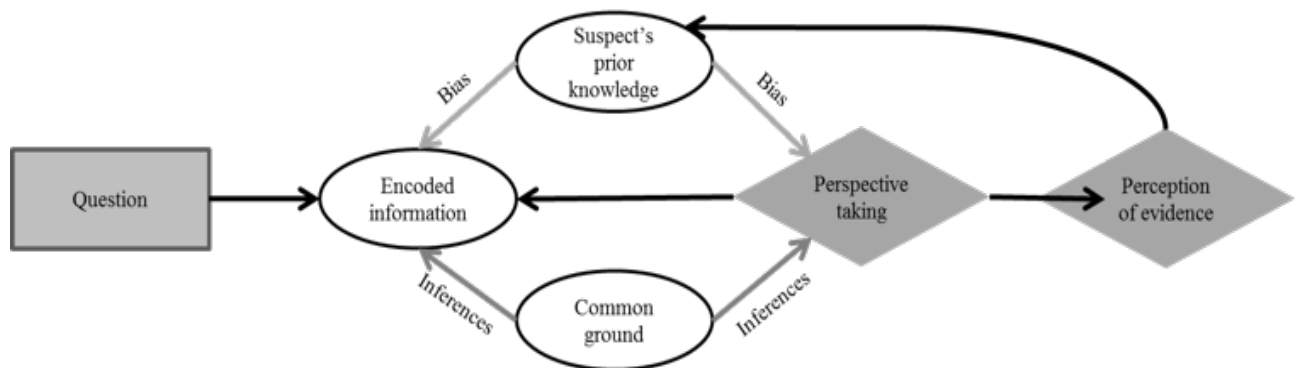 Suspect's
prior
knowledge
Bias
Bias
Question
Encoded
information
Perspective
taking
Perception
of evidence
Inferences
Common
ground
Inferences